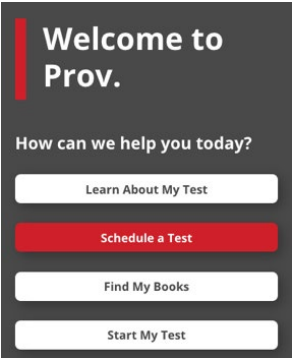 Welcome to
Prov.
How can we help you today?
Learn About My Test
Schedule a Test
Find My Books
Start My Test